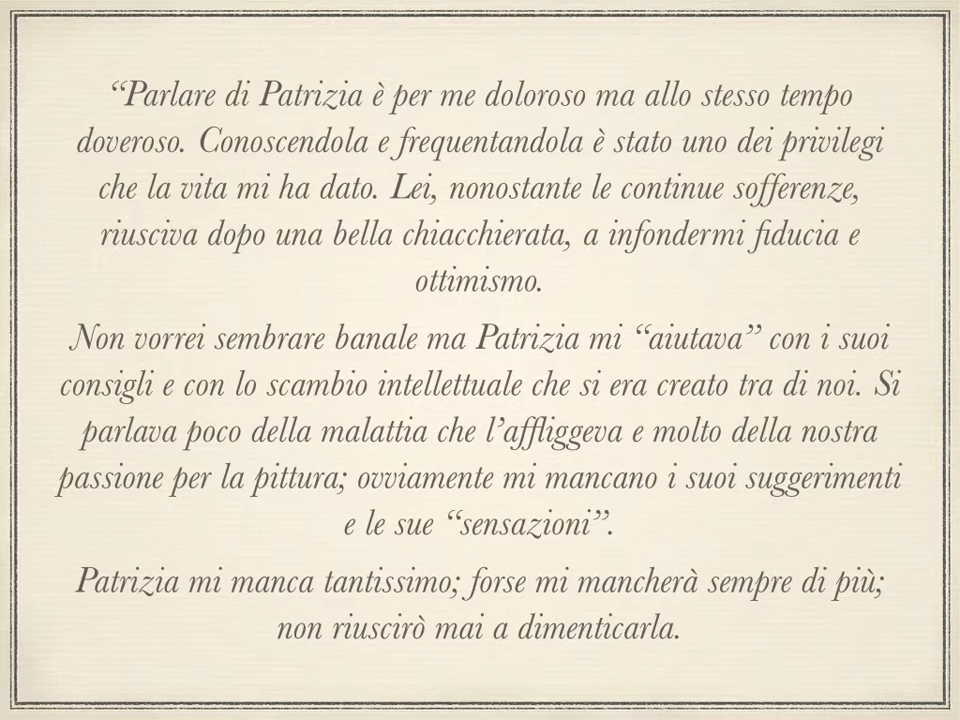 “Parlare di Patrizia è per me doloroso ma allo stesso tempo
doveroso. Conoscendola e frequentandola è stato uno dei privilegi
che la vita mi ha dato. Lei, nonostante le continue sofferenze,
riusciva dopo una bella chiacchierata, a infondermi fiducia e
ottimismo.
Non vorrei sembrare banale ma Patrizia mi “aiutava” con i suoi
consigli e con lo scambio intellettuale che si era creato tra di noi. Si
parlava poco della malattia che l’affliggeva e molto della nostra
passione per la pittura; ovviamente mi mancano i suoi suggerimenti
e le sue “sensazioni”.
Patrizia mi manca tantissimo; forse mi mancherà sempre di più;
non riuscirò mai a dimenticarla.